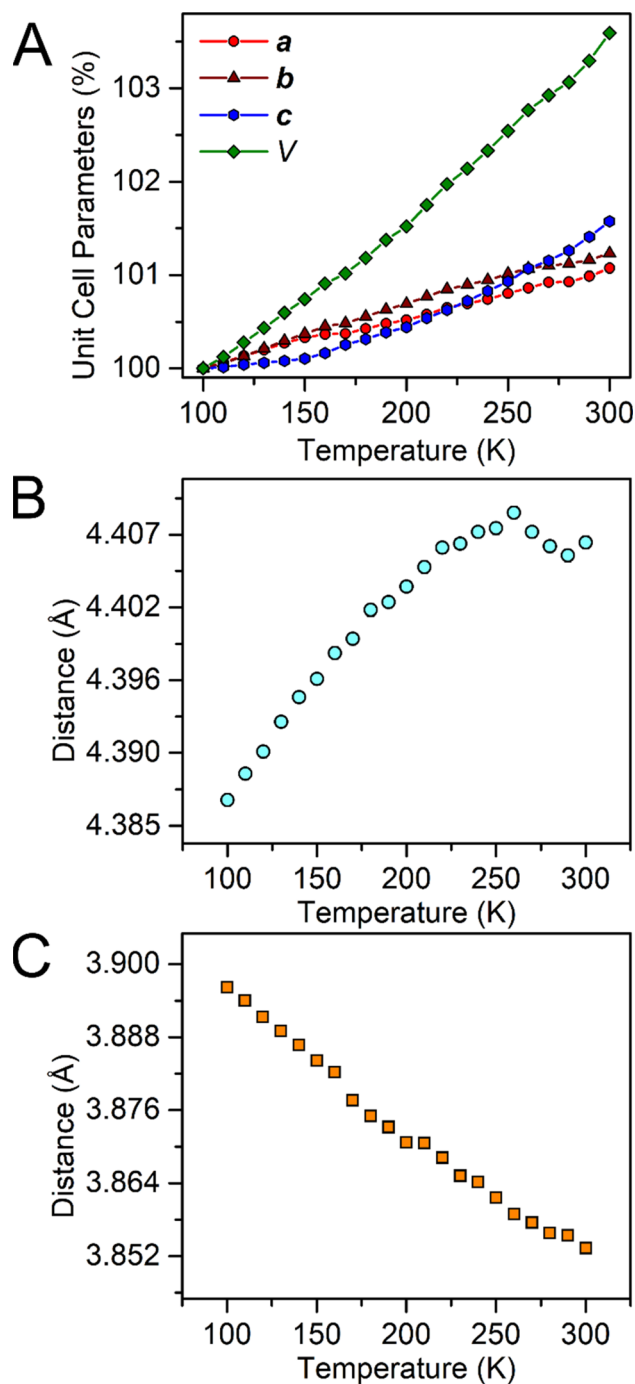 A
Unit Cell Parameters (%)
103
102
101
100
a
b
c
V
100 150 200 250 300
Temperature (K)
B
Distance (Å)
4.407
4.402
4.396
4.390
4.385
100 150 200 250 300
Temperature (K)
C
Distance (Å)
3.900
3.888
3.876
3.864
3.852
100 150 200 250 300
Temperature (K)